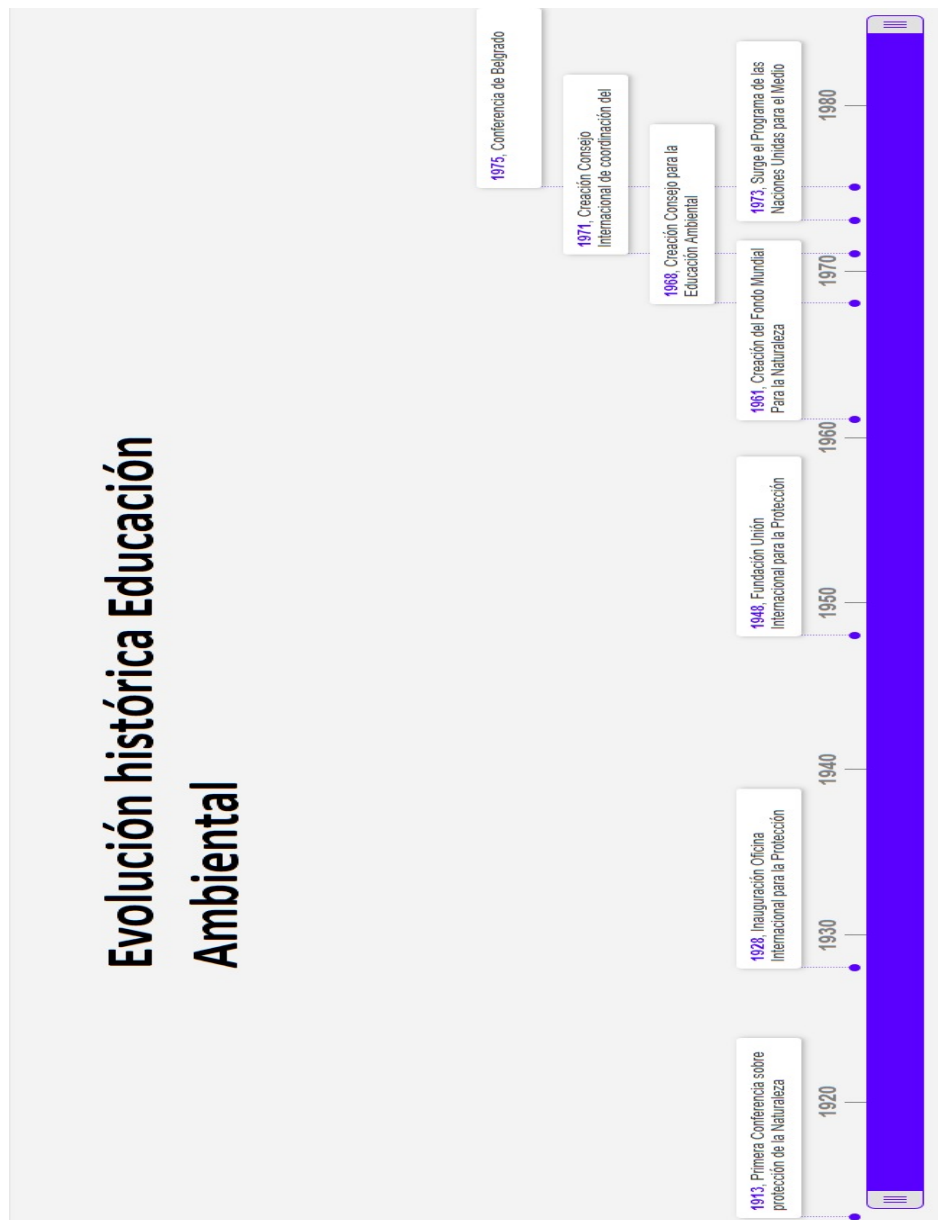 Evolución histórica Educación
Ambiental
1975, Conferencia de Belgrado
1971, Creación Consejo
Internacional de coordinación del
1968, Creación Consejo para la
Educación Ambiental
1913, Primera Conferencia sobre
protección de la Naturaleza
1928, Inauguración Oficina
Internacional para la Protección
1948, Fundación Unión
Internacional para la Protección
1961, Creación del Fondo Mundial
Para la Naturaleza
1973, Surge el Programa de las
Naciones Unidas para el Medio
1920
1930
1940
1950
1960
1970
1980